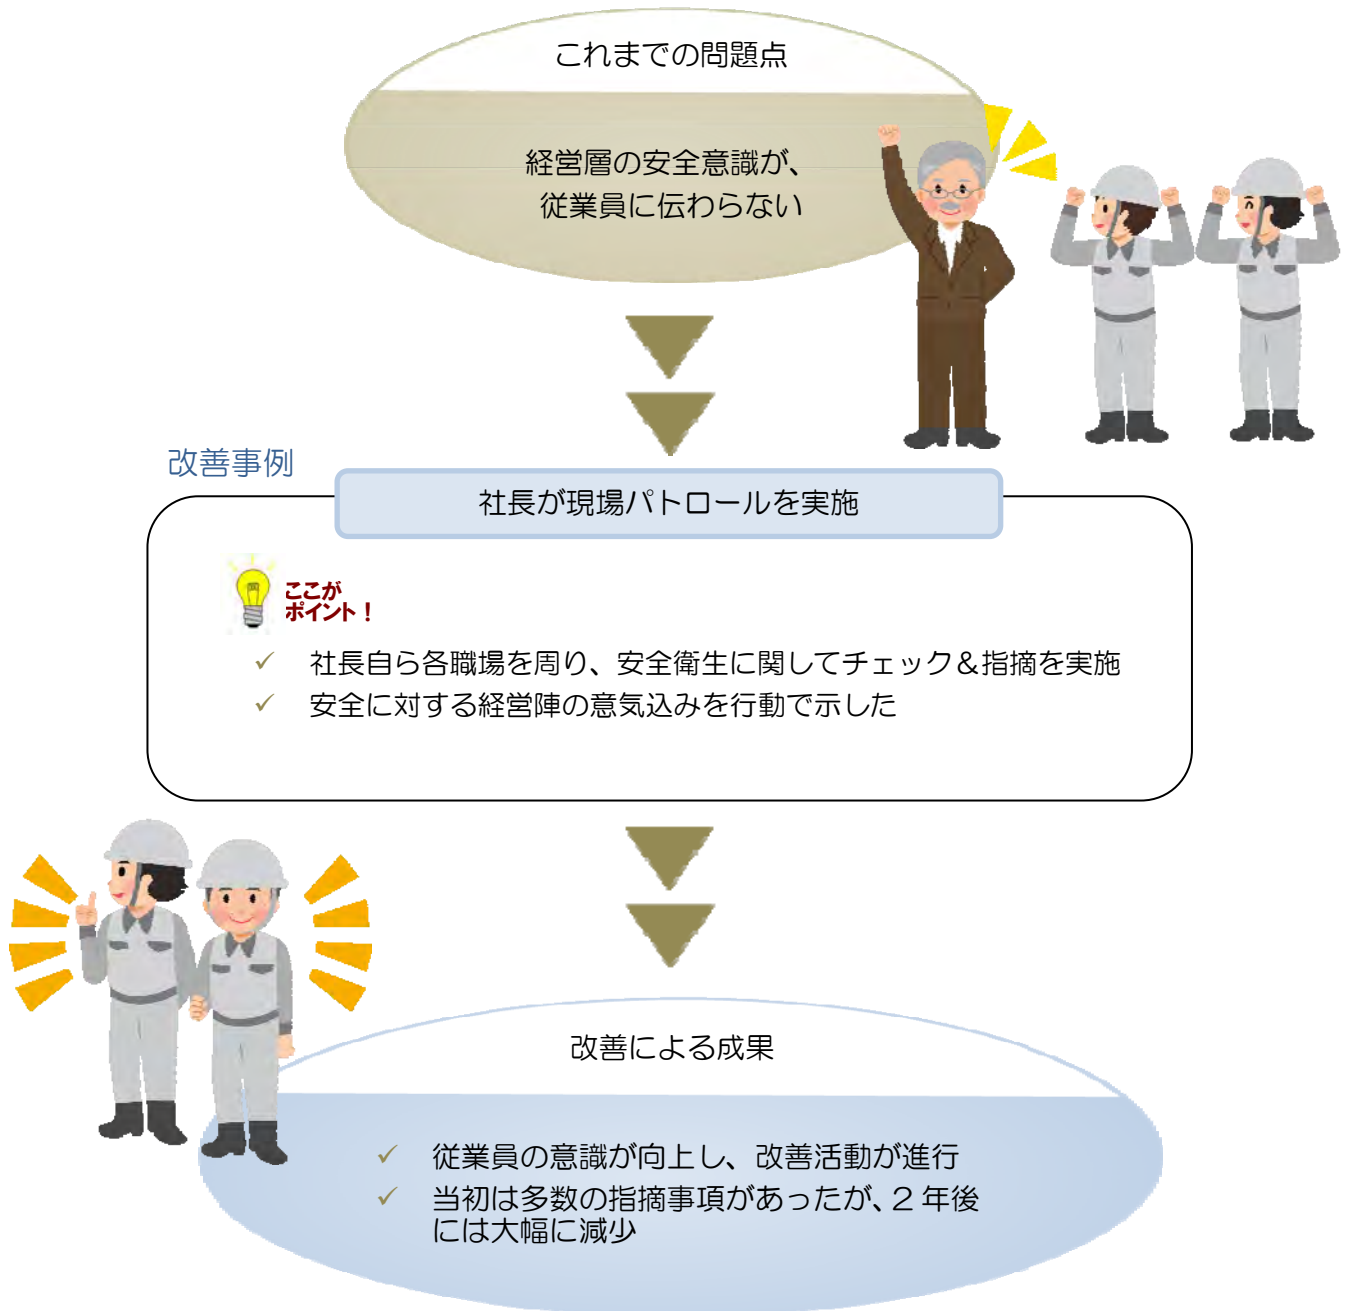 これまでの問題点
経営層の安全意識が、
従業員に伝わらない
改善事例
社長が現場パトロールを実施
ここが
ポイント！
✓ 社長自ら各職場を周り、安全衛生に関してチェック＆指摘を実施
✓ 安全に対する経営陣の意気込みを行動で示した
改善による成果
✓ 従業員の意識が向上し、改善活動が進行
✓ 当初は多数の指摘事項があったが、２年後
には大幅に減少